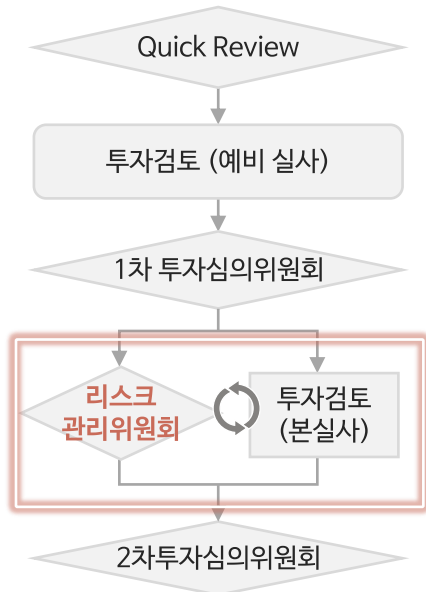 Quick Review
투자검토 (예비 실사)
1차 투자심의위원회
리스크
관리위원회
투자검토
(본실사)
2차투자심의위원회